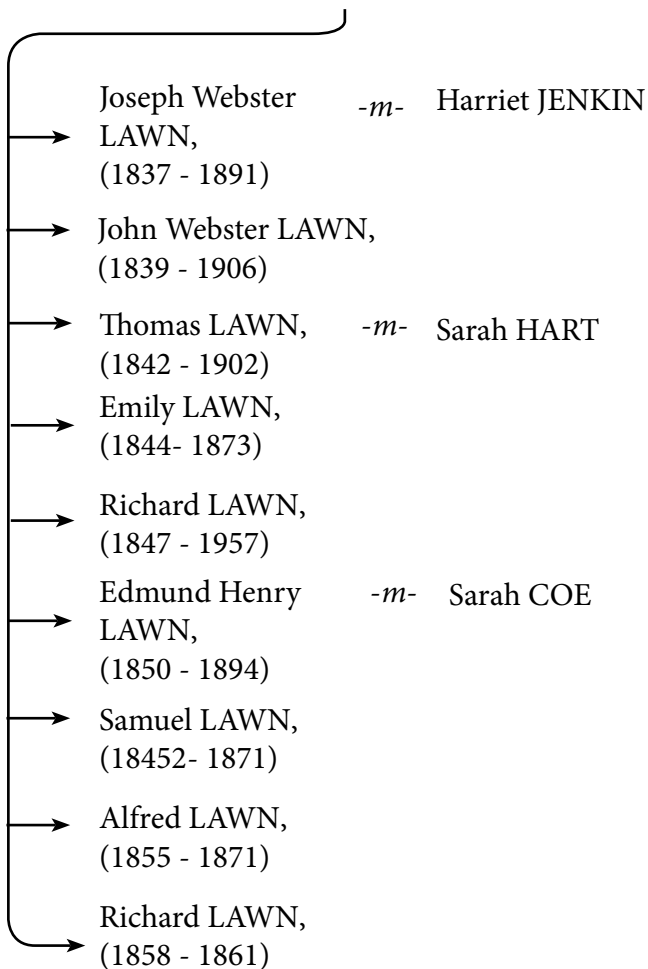 Joseph Webster -m- Harriet JENKIN
LAWN,
(1837 - 1891)
John Webster LAWN,
(1839 - 1906)
Thomas LAWN, -m- Sarah HART
(1842 - 1902)
Emily LAWN,
(1844- 1873)
Richard LAWN,
(1847 - 1957)
Edmund Henry -m- Sarah COE
LAWN,
(1850 - 1894)
Samuel LAWN,
(18452- 1871)
Alfred LAWN,
(1855 - 1871)
Richard LAWN,
(1858 - 1861)